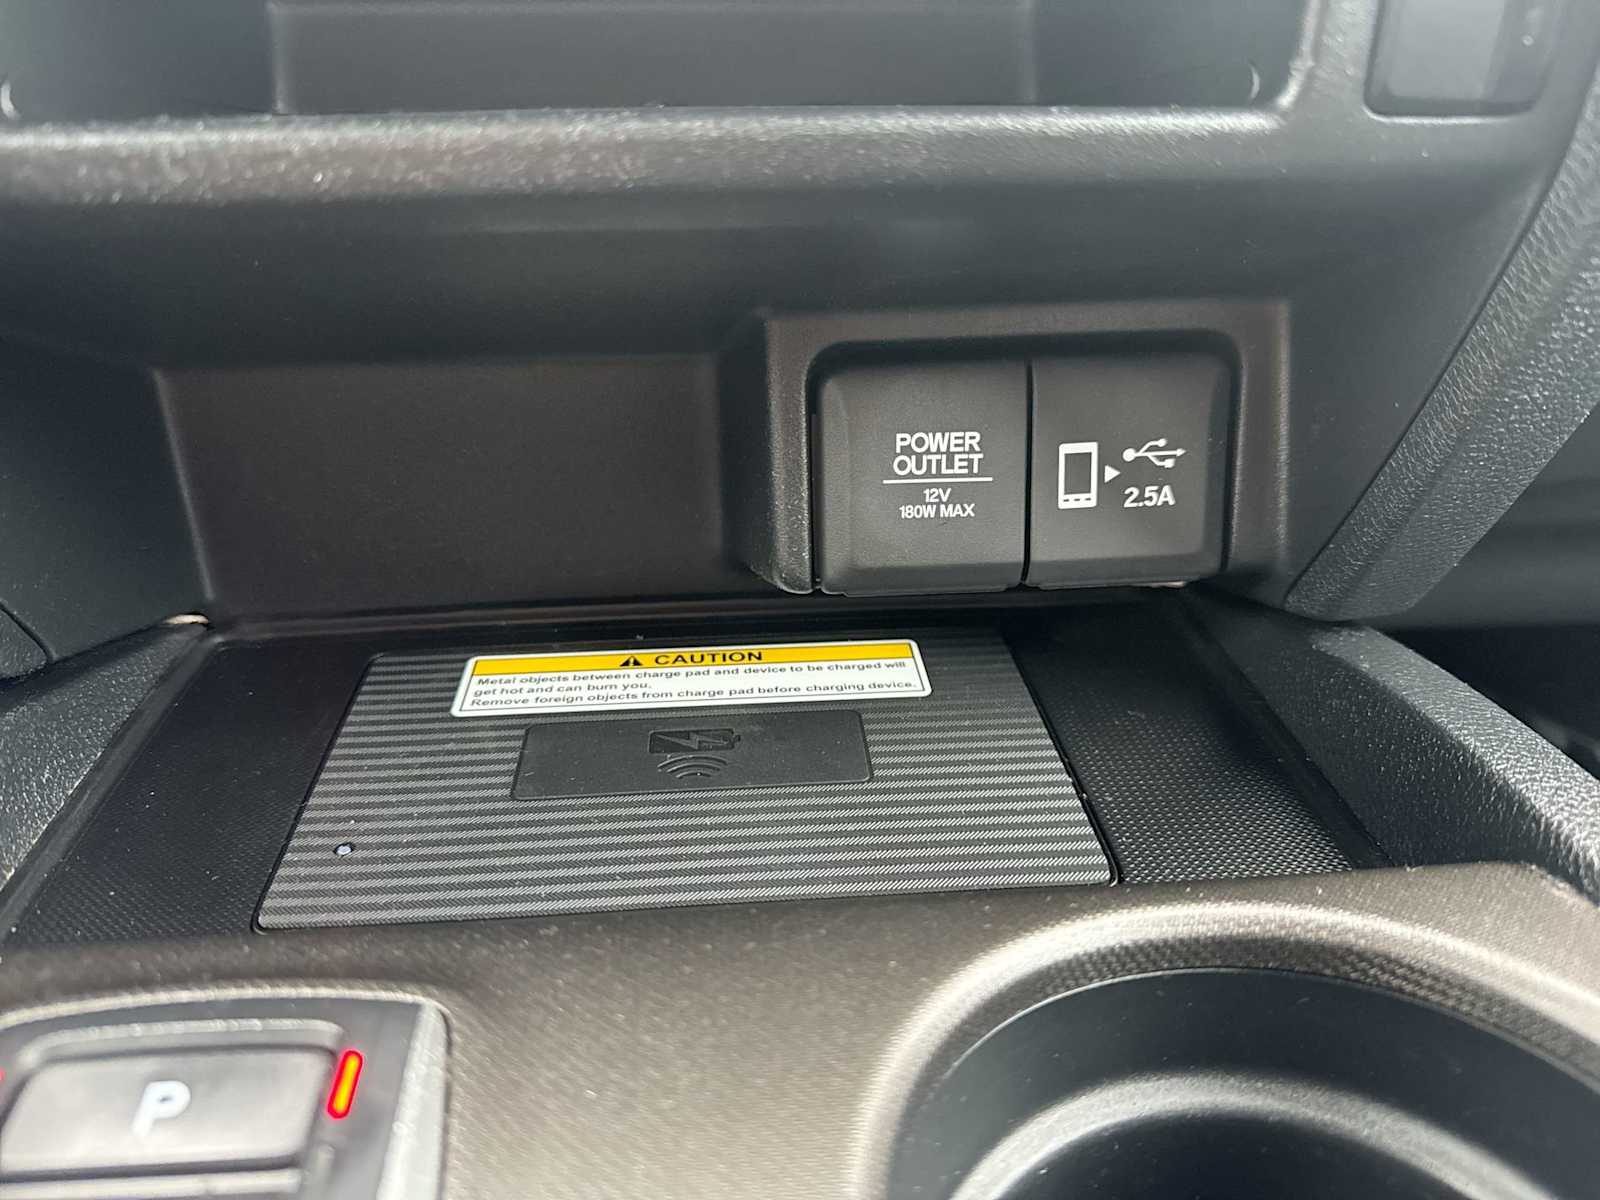 POWER
OUTLET
12V
180W MAX
2.5A
CAUTION
Metal objects between charge pad and device to be charged will
get hot and can burn you.
Remove foreign objects from charge pad before charging device.
P